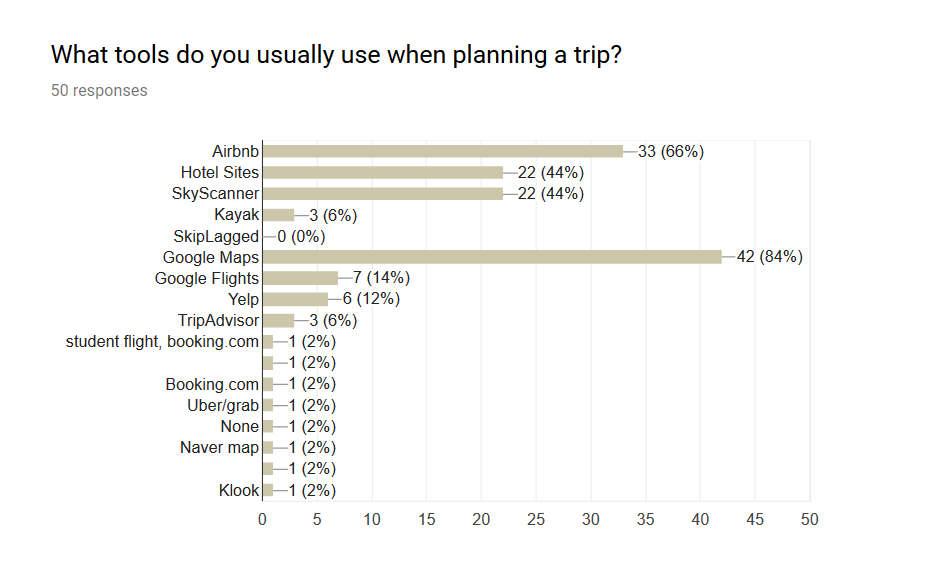 What tools do you usually use when planning a trip?
50 responses
Airbnb 33 (66%)
Hotel Sites 22 (44%)
SkyScanner 22 (44%)
Kayak 3 (6%)
SkipLagged 0 (0%)
Google Maps 42 (84%)
Google Flights 7 (14%)
Yelp 6 (12%)
TripAdvisor 3 (6%)
student flight, booking.com 1 (2%)
1 (2%)
Booking.com 1 (2%)
Uber/grab 1 (2%)
None 1 (2%)
Naver map 1 (2%)
1 (2%)
Klook 1 (2%)
0 5 10 15 20 25 30 35 40 45 50